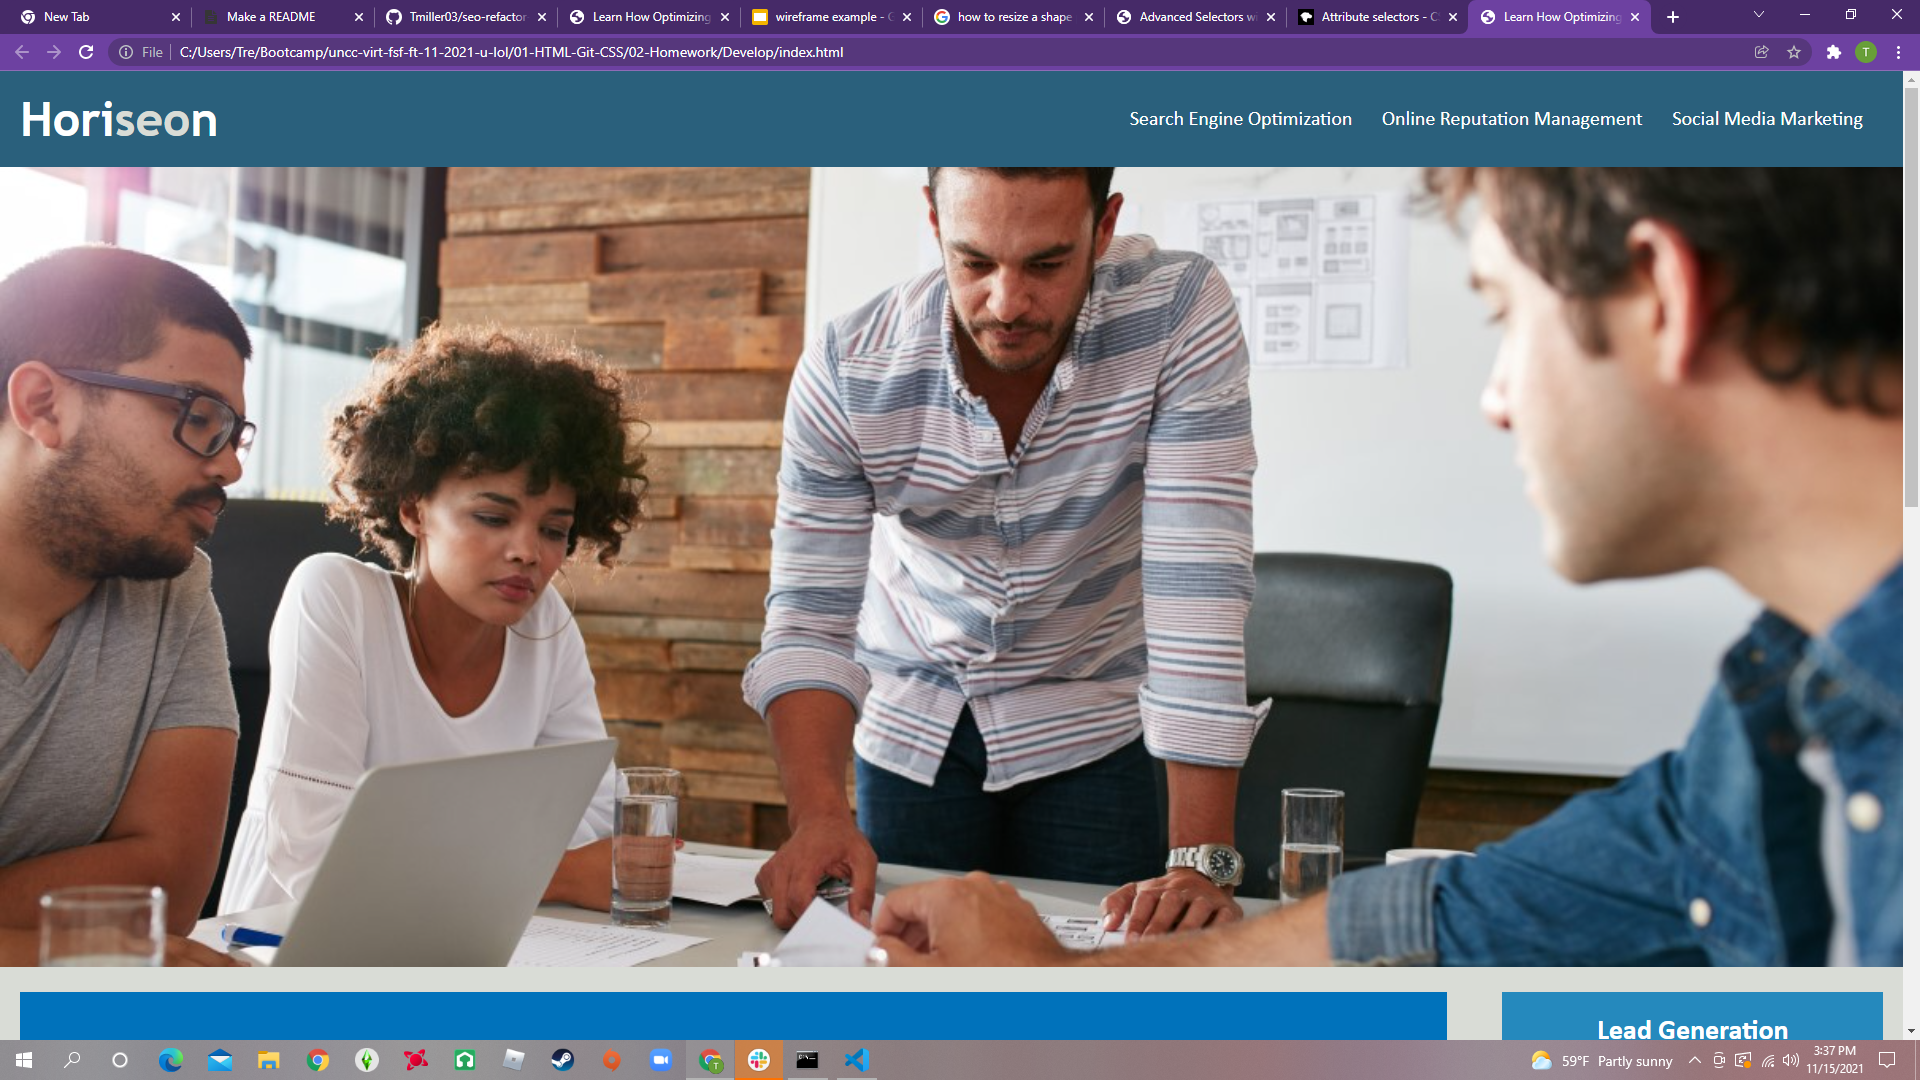 New Tab
Make a README
Tmiller03/seo-refactor
Learn How Optimizing
wireframe example - G
how to resize a shape
Advanced Selectors wi
Attribute selectors - C
Learn How Optimizing
File
C:/Users/Tre/Bootcamp/uncc-virt-fsf-ft-11-2021-u-lol/01-HTML-Git-CSS/02-Homework/Develop/index.html
T
Horiseon
Search Engine Optimization
Online Reputation Management
Social Media Marketing
Lead Generation
59°F Partly sunny
3:37 PM
11/15/2021